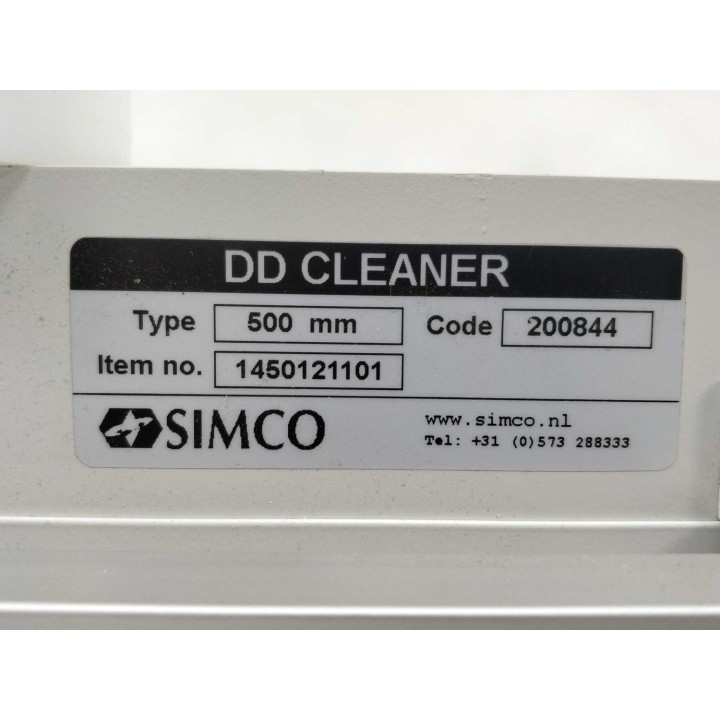 DD CLEANER
Type 500 mm Code 200844
Item no. 1450121101
SIMCO
www.simco.nl
Tel: +31 (0)573 288333